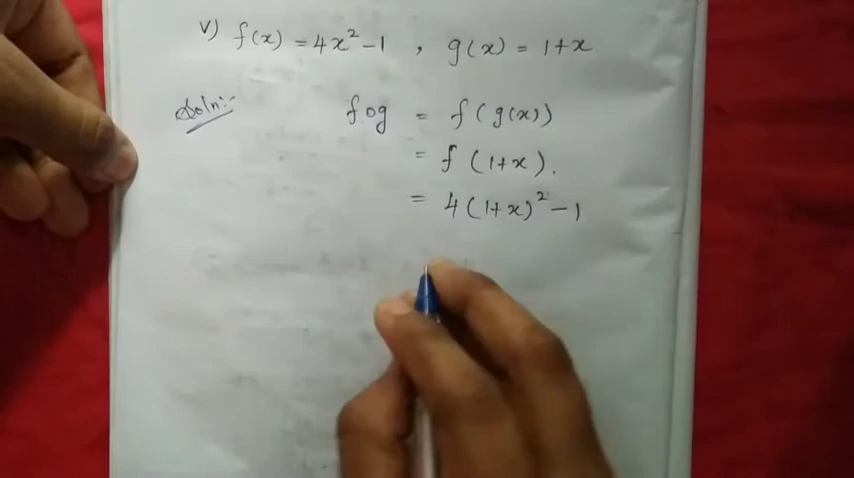 v) f(x) = 4x² - 1 , g(x) = 1 + x
Soln:-
fog = f(g(x))
= f(1+x).
= 4(1+x)² - 1